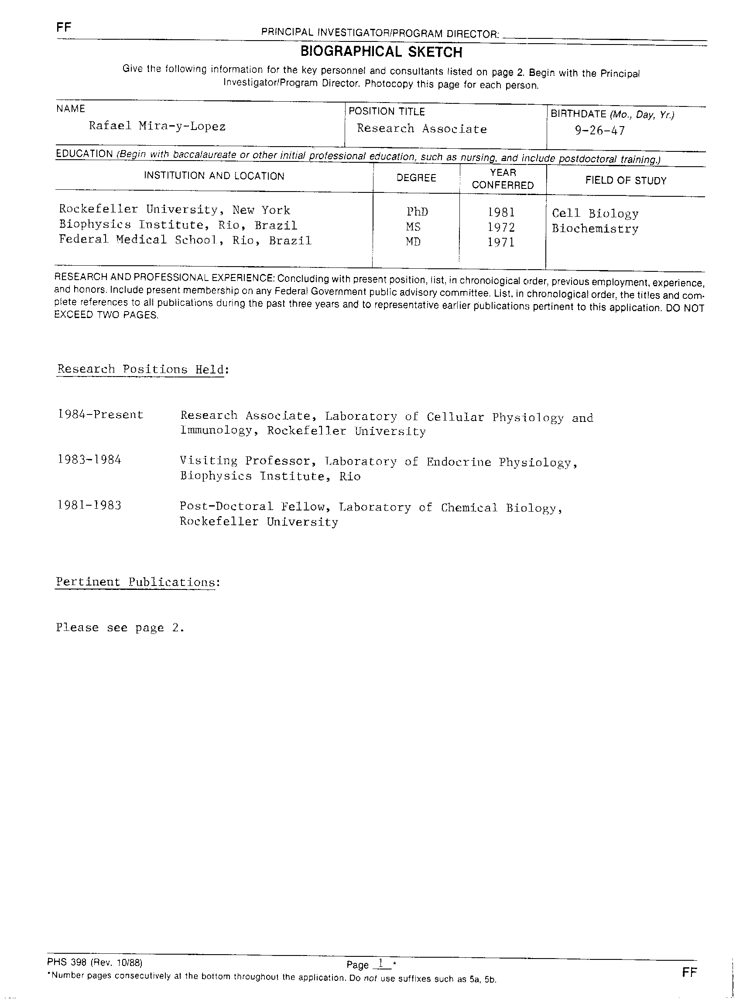 FF
PRINCIPAL INVESTIGATOR/PROGRAM DIRECTOR:
BIOGRAPHICAL SKETCH
Give the following information for the key personnel and consultants listed on page 2. Begin with the Principal
Investigator/Program Director. Photocopy this page for each person.
NAME POSITION TITLE BIRTHDATE (Mo., Day, Yr.)
Rafael Mira-y-Lopez Research Associate 9-26-47
EDUCATION (Begin with baccalaureate or other initial professional education, such as nursing, and include postdoctoral training.)
INSTITUTION AND LOCATION DEGREE YEAR CONFERRED FIELD OF STUDY
Rockefeller University, New York PhD 1981 Cell Biology
Biophysics Institute, Rio, Brazil MS 1972 Biochemistry
Federal Medical School, Rio, Brazil MD 1971
RESEARCH AND PROFESSIONAL EXPERIENCE: Concluding with present position, list, in chronological order, previous employment, experience,
and honors. Include present membership on any Federal Government public advisory committee. List, in chronological order, the titles and com-
plete references to all publications during the past three years and to representative earlier publications pertinent to this application. DO NOT
EXCEED TWO PAGES.
Research Positions Held:
1984-Present Research Associate, Laboratory of Cellular Physiology and
Immunology, Rockefeller University
1983-1984 Visiting Professor, Laboratory of Endocrine Physiology,
Biophysics Institute, Rio
1981-1983 Post-Doctoral Fellow, Laboratory of Chemical Biology,
Rockefeller University
Pertinent Publications:
Please see page 2.
PHS 398 (Rev. 10/88) Page 1 *
*Number pages consecutively at the bottom throughout the application. Do not use suffixes such as 5a, 5b.
FF